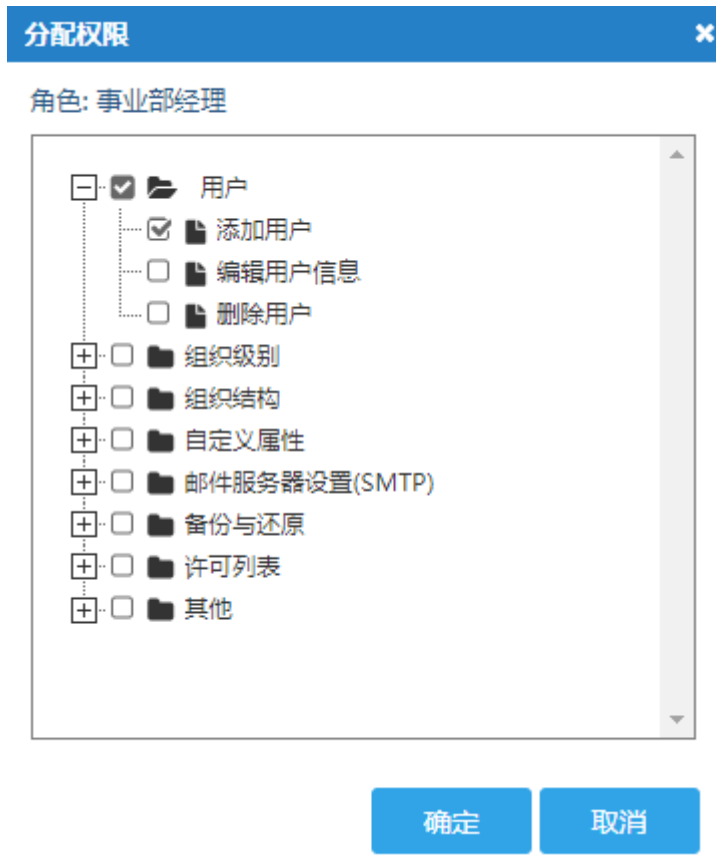 分配权限
角色: 事业部经理
用户
添加用户
编辑用户信息
删除用户
组织级别
组织结构
自定义属性
邮件服务器设置(SMTP)
备份与还原
许可列表
其他
确定 取消